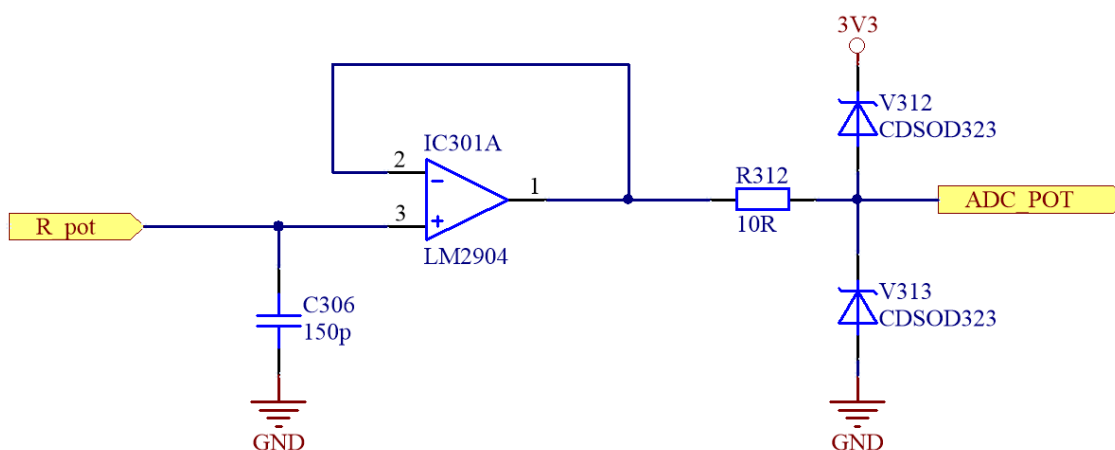 3V3
V312
CDSOD323
IC301A
2
1
R312
10R
ADC_POT
R_pot
3
LM2904
V313
CDSOD323
C306
150p
GND
GND